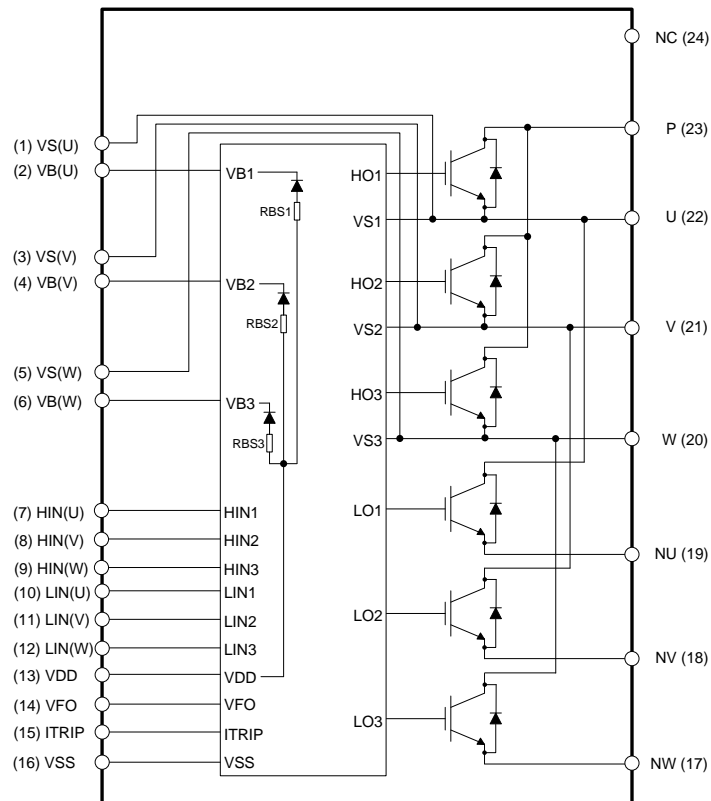 NC (24)
(1) VS(U)
(2) VB(U)
(3) VS(V)
(4) VB(V)
(5) VS(W)
(6) VB(W)
(7) HIN(U)
(8) HIN(V)
(9) HIN(W)
(10) LIN(U)
(11) LIN(V)
(12) LIN(W)
(13) VDD
(14) VFO
(15) ITRIP
(16) VSS
VB1
RBS1
VB2
RBS2
VB3
RBS3
HIN1
HIN2
HIN3
LIN1
LIN2
LIN3
VDD
VFO
ITRIP
VSS
HO1
VS1
HO2
VS2
HO3
VS3
LO1
LO2
LO3
P (23)
U (22)
V (21)
W (20)
NU (19)
NV (18)
NW (17)